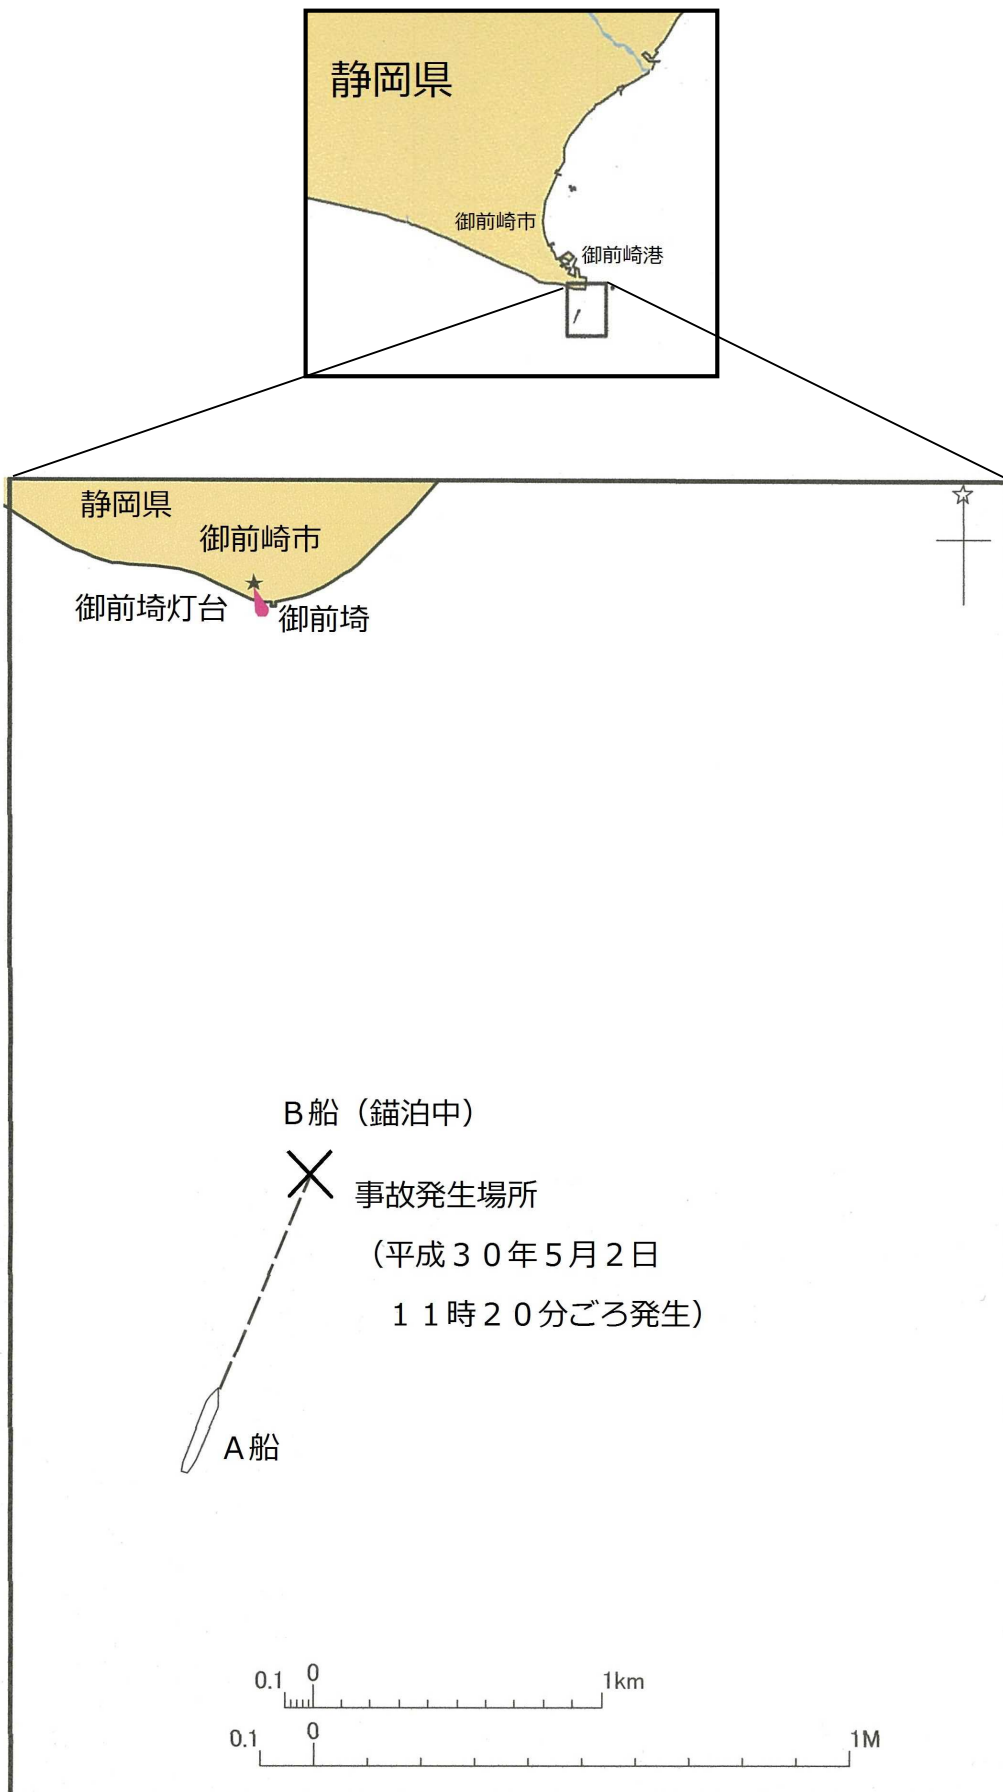 静岡県
御前崎市
御前崎港
静岡県
御前崎市
御前埼灯台
御前埼
B船（錨泊中）
事故発生場所
（平成３０年５月２日
１１時２０分ごろ発生）
A船
0.1 0 1km
0.1 0 1M